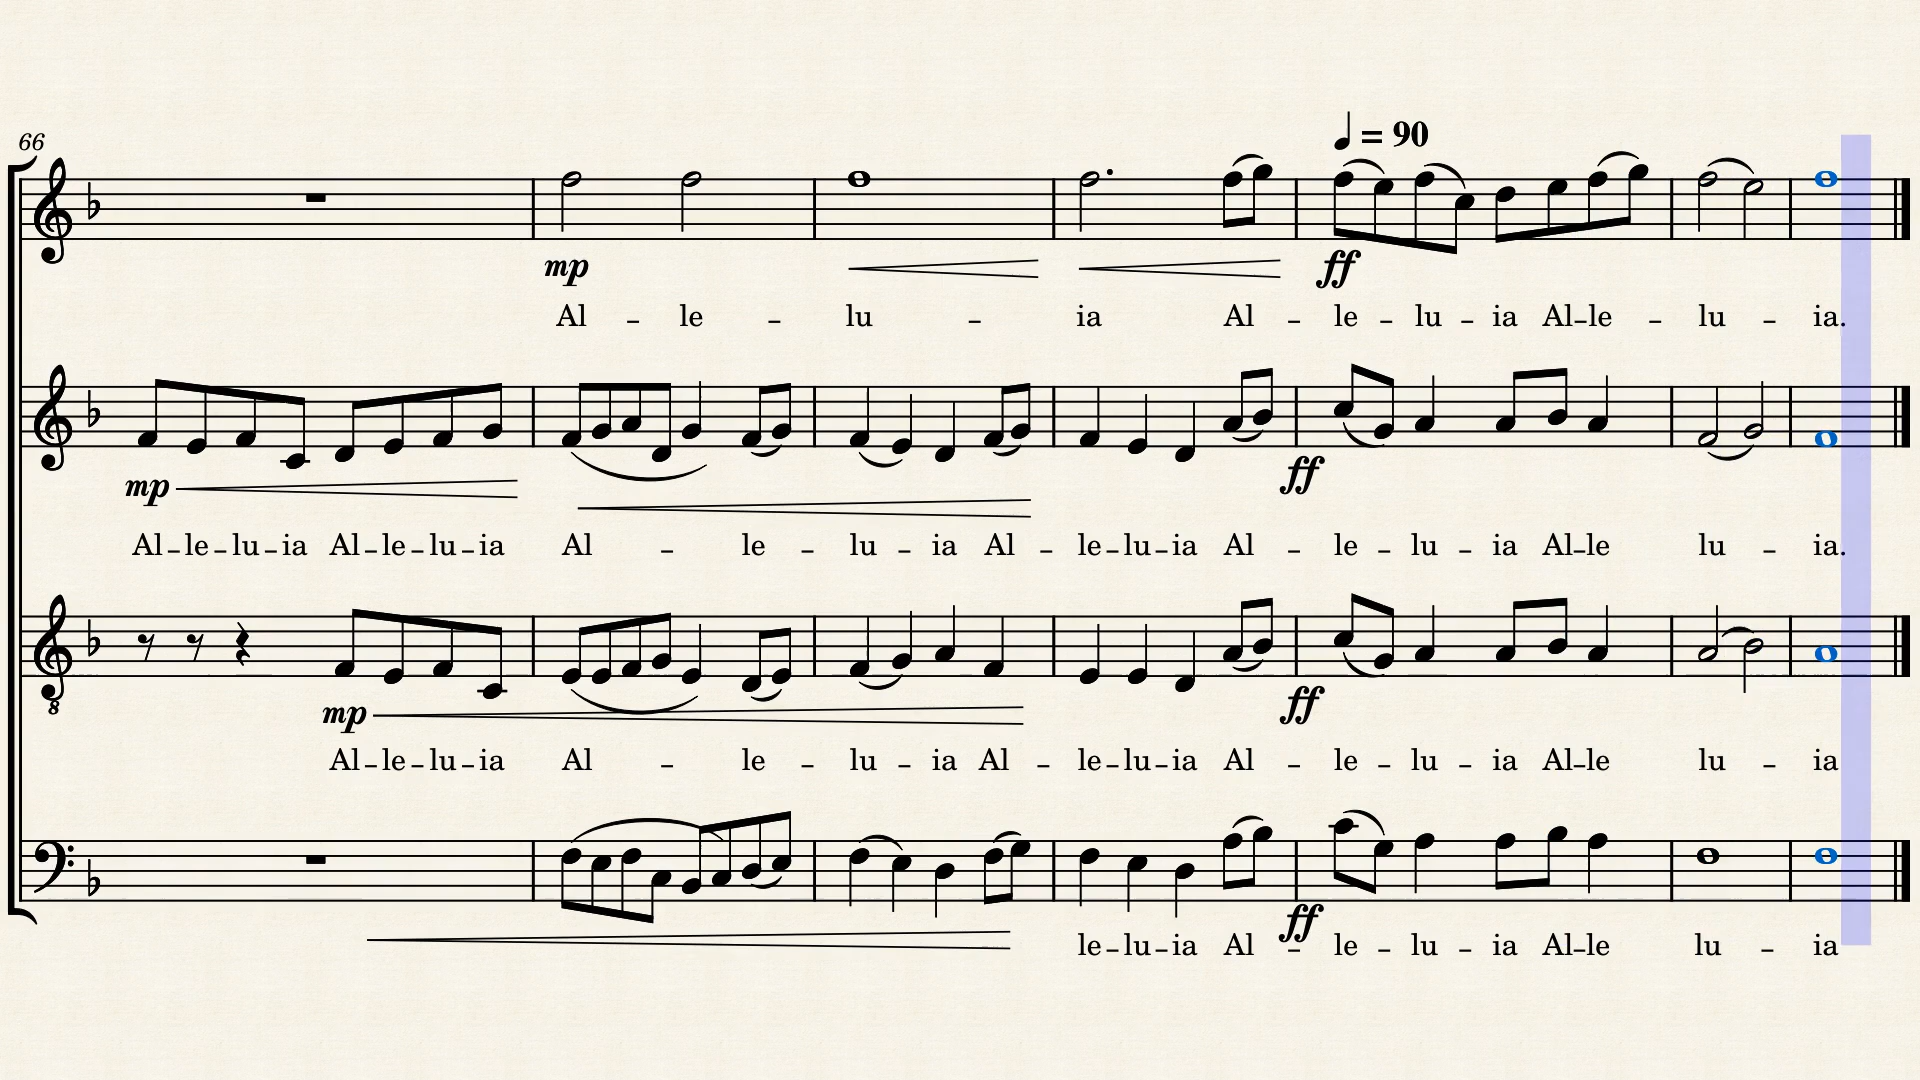 66
♩ = 90
mp ff
Al - le - lu - ia Al - le - lu - ia Al - le - lu - ia.
mp ff
Al - le - lu - ia Al - le - lu - ia Al - le - lu - ia Al - le - lu - ia Al - le - lu - ia Al - le lu - ia.
8
mp ff
Al - le - lu - ia Al - le - lu - ia Al - le - lu - ia Al - le - lu - ia Al - le lu - ia
ff
le - lu - ia Al - le - lu - ia Al - le lu - ia